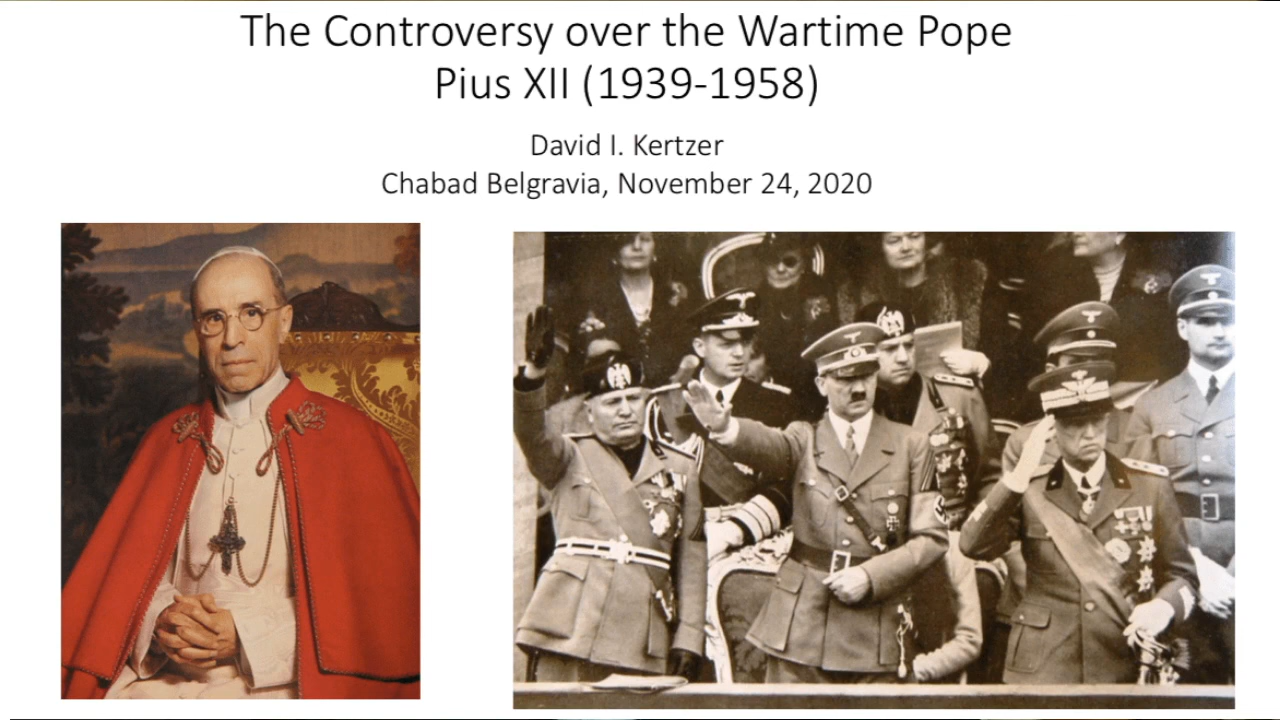 The Controversy over the Wartime Pope
Pius XII (1939-1958)
David I. Kertzer
Chabad Belgravia, November 24, 2020